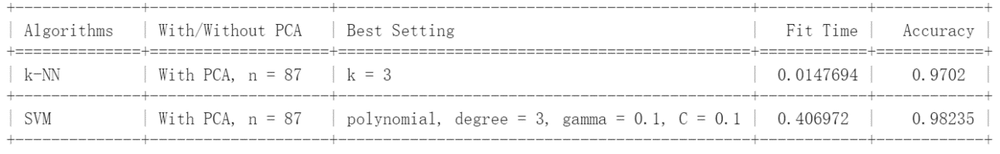 +--------------+--------------------+----------------------------------------------+------------+------------+
| Algorithms | With/Without PCA | Best Setting | Fit Time | Accuracy |
+==============+====================+==============================================+============+============+
| k-NN | With PCA, n = 87 | k = 3 | 0.0147694 | 0.9702 |
+--------------+--------------------+----------------------------------------------+------------+------------+
| SVM | With PCA, n = 87 | polynomial, degree = 3, gamma = 0.1, C = 0.1 | 0.406972 | 0.98235 |
+--------------+--------------------+----------------------------------------------+------------+------------+